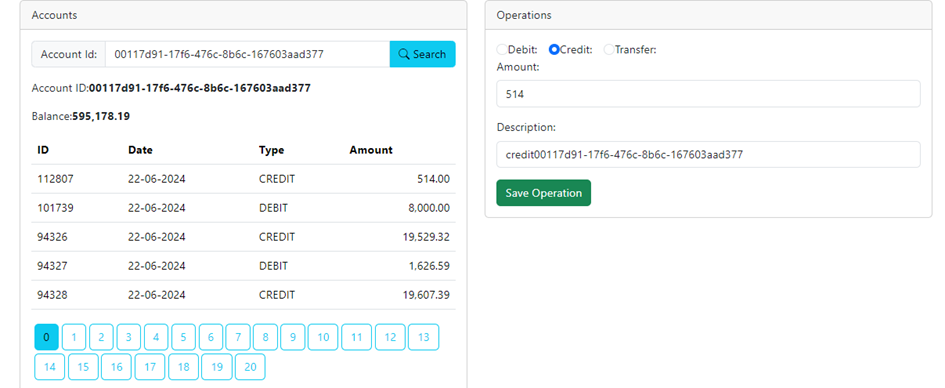 Accounts
Account Id: 00117d91-17f6-476c-8b6c-167603aad377 Search
Account ID:00117d91-17f6-476c-8b6c-167603aad377
Balance:595,178.19
ID Date Type Amount
112807 22-06-2024 CREDIT 514.00
101739 22-06-2024 DEBIT 8,000.00
94326 22-06-2024 CREDIT 19,529.32
94327 22-06-2024 DEBIT 1,626.59
94328 22-06-2024 CREDIT 19,607.39
0 1 2 3 4 5 6 7 8 9 10 11 12 13
14 15 16 17 18 19 20
Operations
Debit: Credit: Transfer:
Amount:
514
Description:
credit00117d91-17f6-476c-8b6c-167603aad377
Save Operation